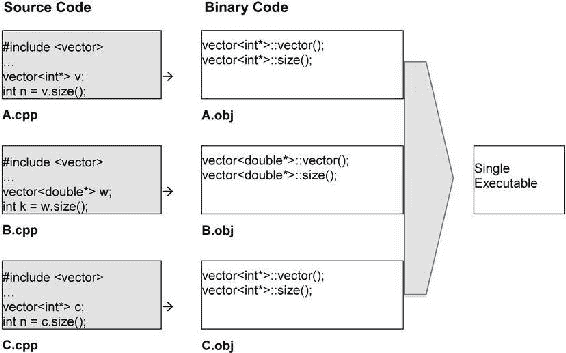 Source Code
Binary Code
#include <vector>
...
vector<int*> v;
int n = v.size();
A.cpp
vector<int*>::vector();
vector<int*>::size();
A.obj
#include <vector>
...
vector<double*> w;
int k = w.size();
B.cpp
vector<double*>::vector();
vector<double*>::size();
B.obj
Single
Executable
#include <vector>
...
vector<int*> c;
int n = c.size();
C.cpp
vector<int*>::vector();
vector<int*>::size();
C.obj